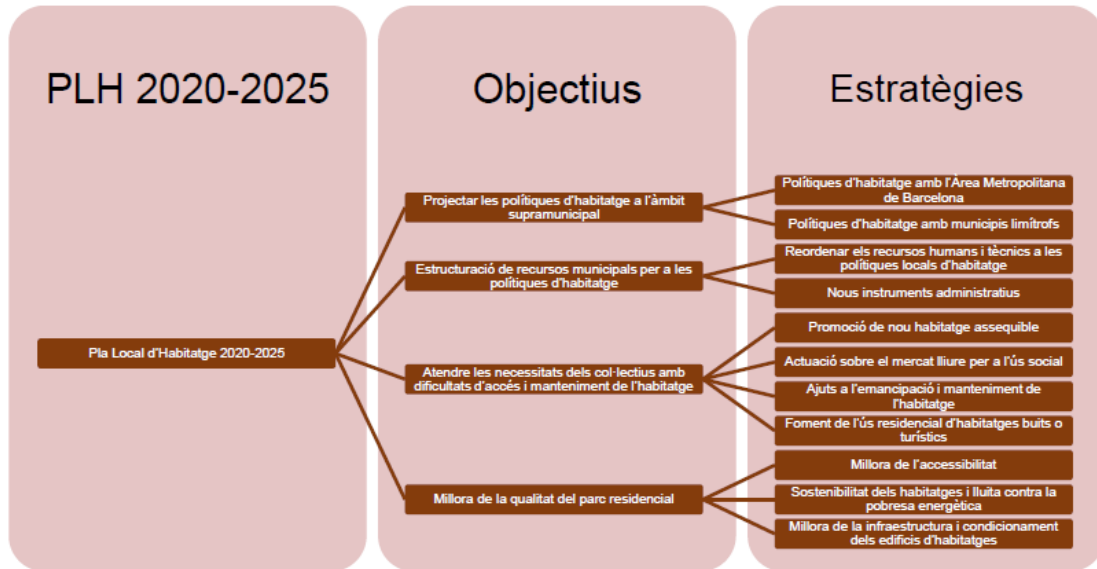 PLH 2020-2025
Objectius
Estratègies
Pla Local d'Habitatge 2020-2025
Projectar les polítiques d'habitatge a l'àmbit
supramunicipal
Estructuració de recursos municipals per a les
polítiques d'habitatge
Atendre les necessitats dels col·lectius amb
dificultats d'accés i manteniment de l'habitatge
Millora de la qualitat del parc residencial
Polítiques d'habitatge amb l'Àrea Metropolitana
de Barcelona
Polítiques d'habitatge amb municipis limítrofs
Reordenar els recursos humans i tècnics a les
polítiques locals d'habitatge
Nous instruments administratius
Promoció de nou habitatge assequible
Actuació sobre el mercat lliure per a l'ús social
Ajuts a l'emancipació i manteniment de
l'habitatge
Foment de l'ús residencial d'habitatges buits o
turístics
Millora de l'accessibilitat
Sostenibilitat dels habitatges i lluita contra la
pobresa energètica
Millora de la infraestructura i condicionament
dels edificis d'habitatges